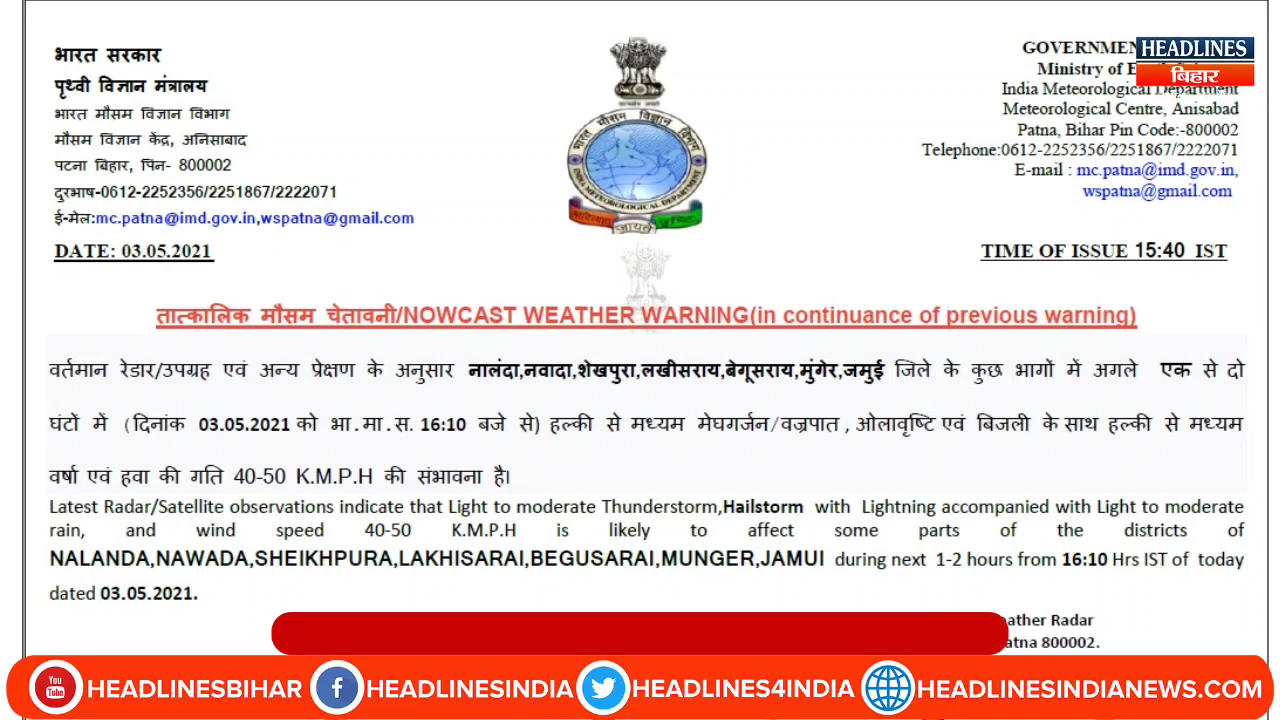 भारत सरकार
पृथ्वी विज्ञान मंत्रालय
भारत मौसम विज्ञान विभाग
मौसम विज्ञान केंद्र, अनिसाबाद
पटना बिहार, पिन- 800002
दुरभाष-0612-2252356/2251867/2222071
ई-मेल:mc.patna@imd.gov.in,wspatna@gmail.com
DATE: 03.05.2021
भारत मौसम विज्ञान विभाग
INDIA METEOROLOGICAL DEPARTMENT
आदित्यात् जायते वृष्टि
HEADLINES
बिहार
Ministry of
India Meteorological Department
Meteorological Centre, Anisabad
Patna, Bihar Pin Code:-800002
Telephone:0612-2252356/2251867/2222071
E-mail : mc.patna@imd.gov.in,
wspatna@gmail.com
TIME OF ISSUE 15:40 IST
तात्कालिक मौसम चेतावनी/NOWCAST WEATHER WARNING(in continuance of previous warning)
वर्तमान रेडार/उपग्रह एवं अन्य प्रेक्षण के अनुसार नालंदा,नवादा,शेखपुरा,लखीसराय,बेगूसराय,मुंगेर,जमुई जिले के कुछ भागों में अगले एक से दो
घंटों में (दिनांक 03.05.2021 को भा.मा.स. 16:10 बजे से) हल्की से मध्यम मेघगर्जन/वज्रपात , ओलावृष्टि एवं बिजली के साथ हल्की से मध्यम
वर्षा एवं हवा की गति 40-50 K.M.P.H की संभावना है।
Latest Radar/Satellite observations indicate that Light to moderate Thunderstorm,Hailstorm with Lightning accompanied with Light to moderate
rain, and wind speed 40-50 K.M.P.H is likely to affect some parts of the districts of
NALANDA,NAWADA,SHEIKHPURA,LAKHISARAI,BEGUSARAI,MUNGER,JAMUI during next 1-2 hours from 16:10 Hrs IST of today
dated 03.05.2021.
Radar
800002.
You Tube HEADLINESBIHAR HEADLINESINDIA HEADLINES4INDIA HEADLINESINDIANEWS.COM